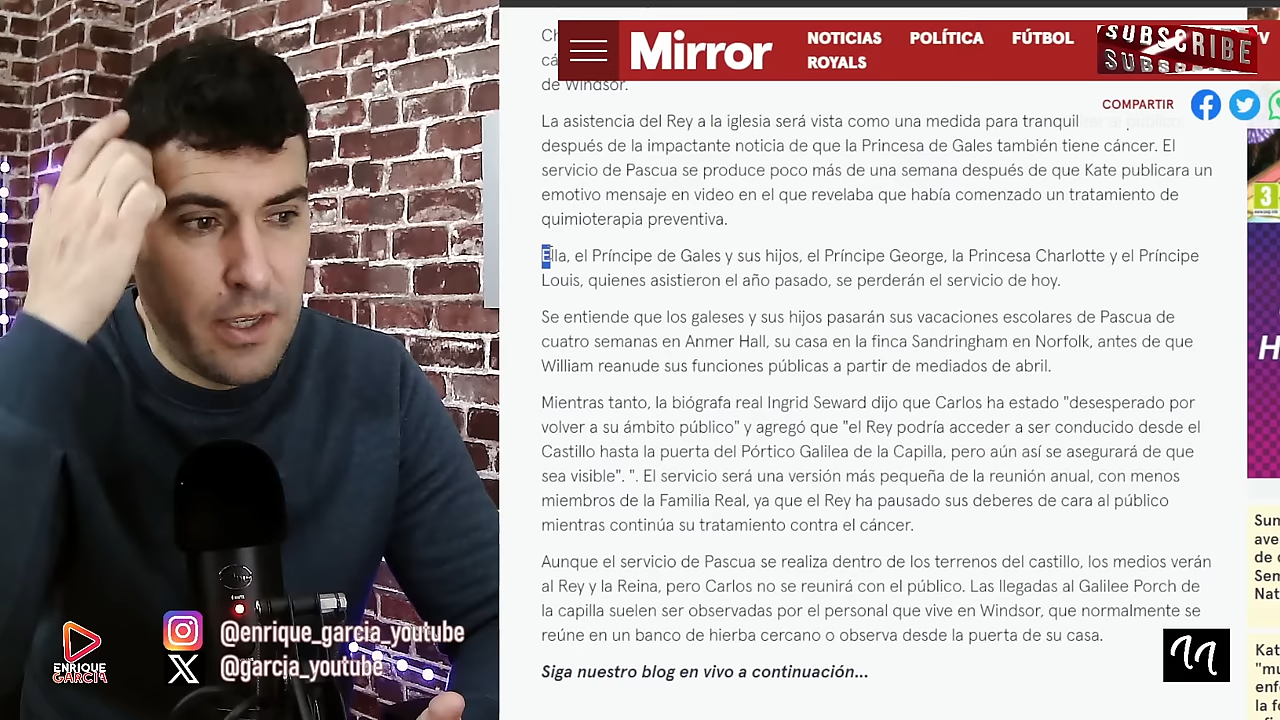 Mirror
NOTICIAS
POLÍTICA
FÚTBOL
ROYALS
SUBSCRIBE
COMPARTIR
de Windsor.
La asistencia del Rey a la iglesia será vista como una medida para tranquil
después de la impactante noticia de que la Princesa de Gales también tiene cáncer. El
servicio de Pascua se produce poco más de una semana después de que Kate publicara un
emotivo mensaje en video en el que revelaba que había comenzado un tratamiento de
quimioterapia preventiva.
Ella, el Príncipe de Gales y sus hijos, el Príncipe George, la Princesa Charlotte y el Príncipe
Louis, quienes asistieron el año pasado, se perderán el servicio de hoy.
Se entiende que los galeses y sus hijos pasarán sus vacaciones escolares de Pascua de
cuatro semanas en Anmer Hall, su casa en la finca Sandringham en Norfolk, antes de que
William reanude sus funciones públicas a partir de mediados de abril.
Mientras tanto, la biógrafa real Ingrid Seward dijo que Carlos ha estado "desesperado por
volver a su ámbito público" y agregó que "el Rey podría acceder a ser conducido desde el
Castillo hasta la puerta del Pórtico Galilea de la Capilla, pero aún así se asegurará de que
sea visible". ". El servicio será una versión más pequeña de la reunión anual, con menos
miembros de la Familia Real, ya que el Rey ha pausado sus deberes de cara al público
mientras continúa su tratamiento contra el cáncer.
Aunque el servicio de Pascua se realiza dentro de los terrenos del castillo, los medios verán
al Rey y la Reina, pero Carlos no se reunirá con el público. Las llegadas al Galilee Porch de
la capilla suelen ser observadas por el personal que vive en Windsor, que normalmente se
reúne en un banco de hierba cercano o observa desde la puerta de su casa.
Siga nuestro blog en vivo a continuación...
3
Sun
ave
de
Sen
Nat
Kat
"mu
enf
la f
ENRIQUE
GARCIA
@enrique_garcia_youtube
@garcia_youtube